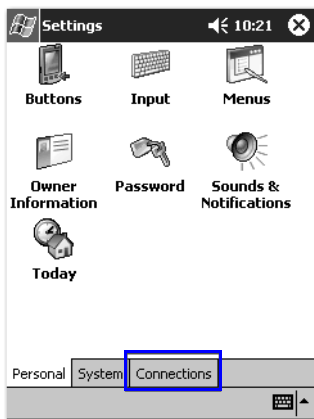 Settings 10:21
Buttons Input Menus
Owner Information Password Sounds & Notifications
Today
Personal System Connections